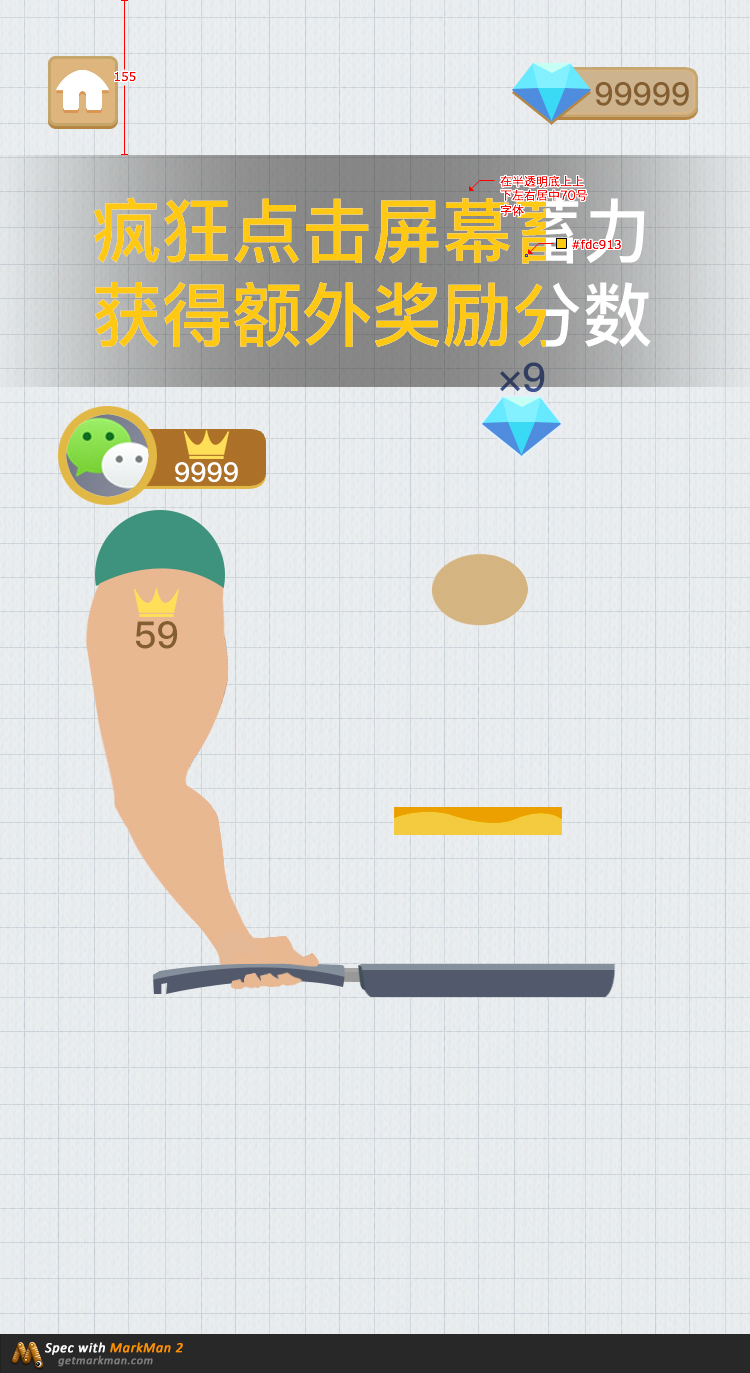 155
99999
在半透明底上上
下左右居中70号
字体
疯狂点击屏幕蓄力
#fdc913
获得额外奖励分数
×9
9999
59
Spec with MarkMan 2
getmarkman.com